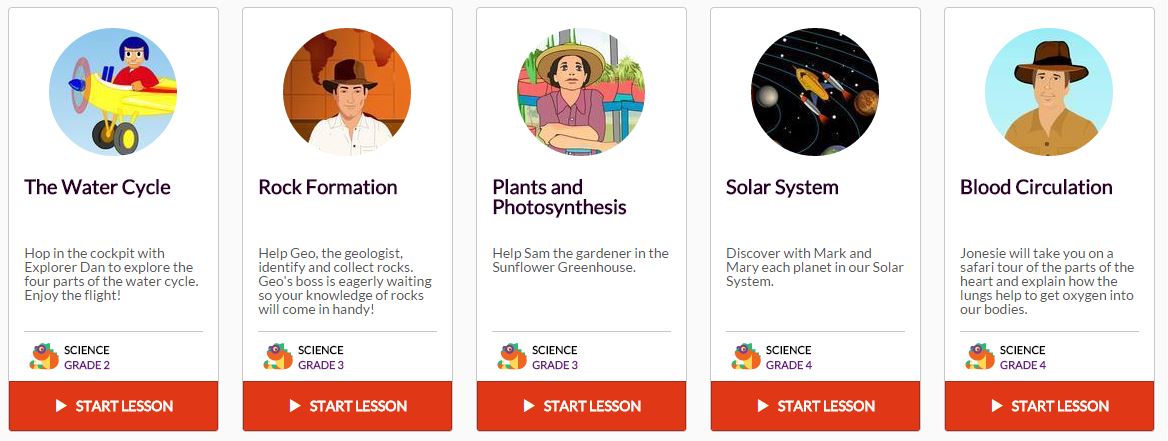 The Water Cycle
Hop in the cockpit with
Explorer Dan to explore the
four parts of the water cycle.
Enjoy the flight!
SCIENCE
GRADE 2
START LESSON
Rock Formation
Help Geo, the geologist,
identify and collect rocks.
Geo's boss is eagerly waiting
so your knowledge of rocks
will come in handy!
SCIENCE
GRADE 3
START LESSON
Plants and
Photosynthesis
Help Sam the gardener in the
Sunflower Greenhouse.
SCIENCE
GRADE 3
START LESSON
Solar System
Discover with Mark and
Mary each planet in our Solar
System.
SCIENCE
GRADE 4
START LESSON
Blood Circulation
Jonesie will take you on a
safari tour of the parts of the
heart and explain how the
lungs help to get oxygen into
our bodies.
SCIENCE
GRADE 4
START LESSON